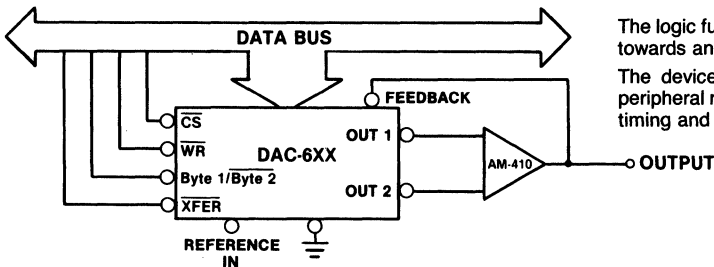 DATA BUS
The logic fu
towards an
The device
peripheral r
timing and
FEEDBACK
CS
WR
Byte 1/Byte 2
XFER
DAC-6XX
OUT 1
OUT 2
AM-410
OUTPUT
REFERENCE
IN